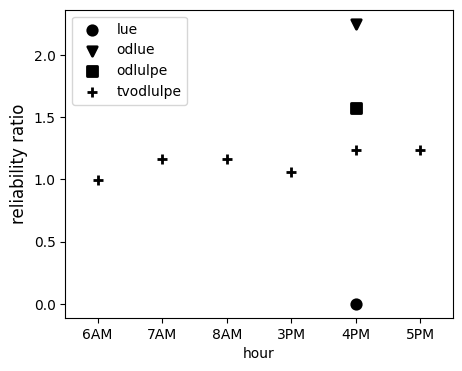 lue
odlue
odlulpe
tvodlulpe
reliability ratio
2.0
1.5
1.0
0.5
0.0
6AM 7AM 8AM 3PM 4PM 5PM
hour